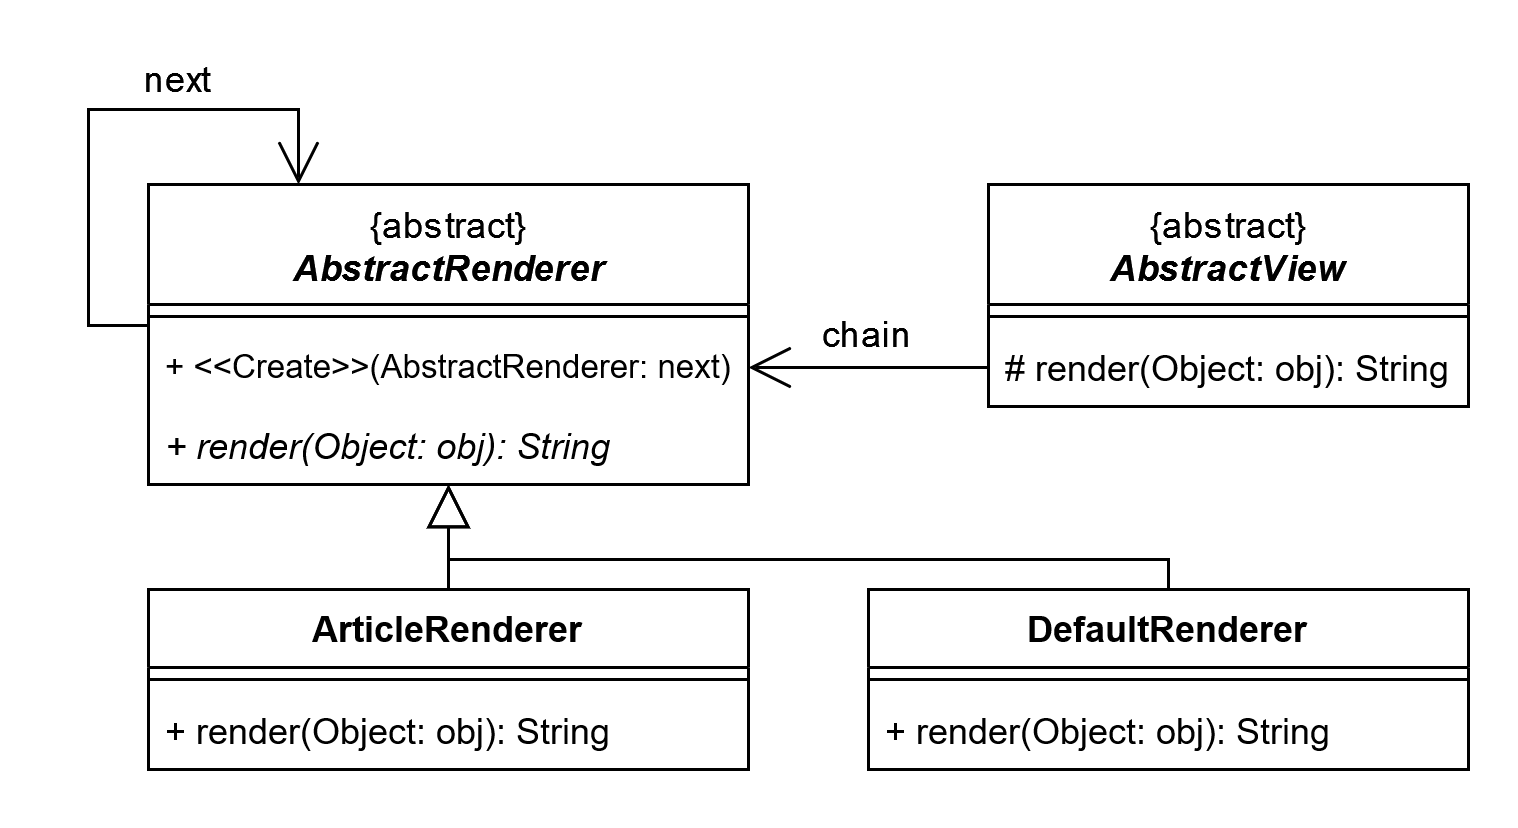 next
{abstract}
AbstractRenderer
+ <<Create>>(AbstractRenderer: next)
+ render(Object: obj): String
chain
{abstract}
AbstractView
# render(Object: obj): String
ArticleRenderer
+ render(Object: obj): String
DefaultRenderer
+ render(Object: obj): String